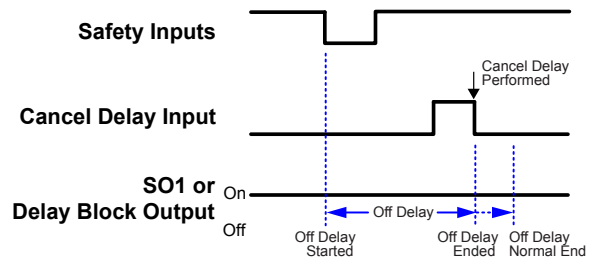 Safety Inputs
Cancel Delay
Performed
Cancel Delay Input
SO1 or
Delay Block Output
On
Off
Off Delay
Off Delay
Started
Off Delay
Ended
Off Delay
Normal End